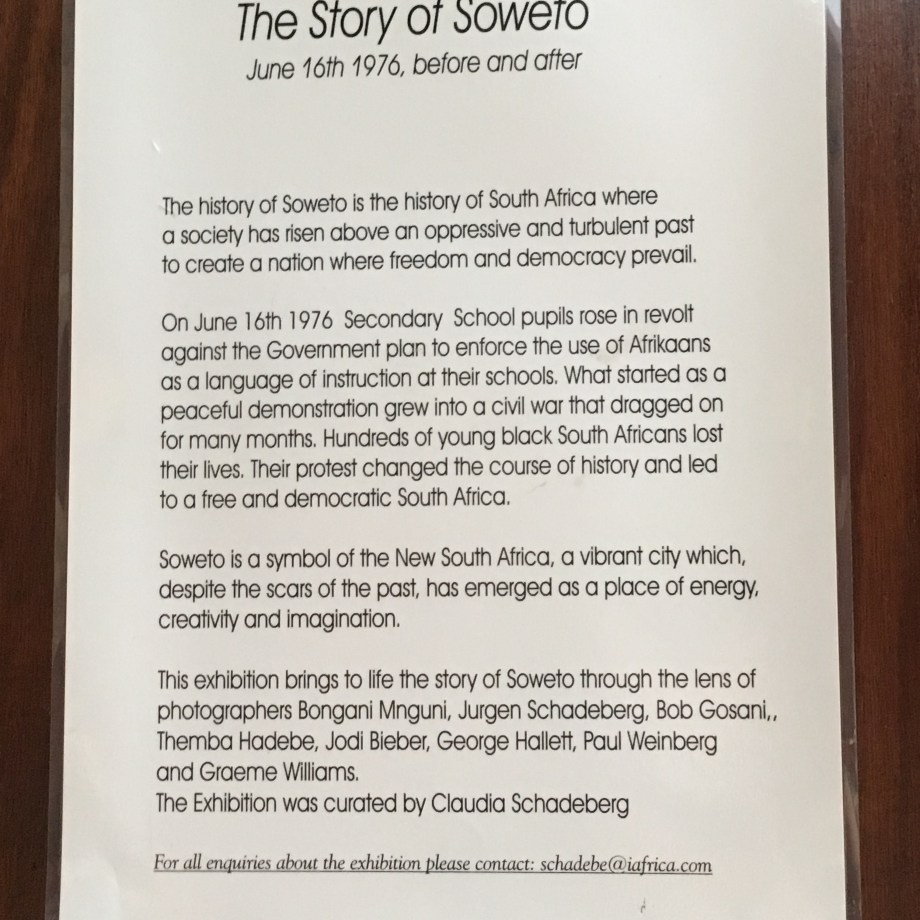 The Story of Soweto
June 16th 1976, before and after
The history of Soweto is the history of South Africa where
a society has risen above an oppressive and turbulent past
to create a nation where freedom and democracy prevail.
On June 16th 1976 Secondary School pupils rose in revolt
against the Government plan to enforce the use of Afrikaans
as a language of instruction at their schools. What started as a
peaceful demonstration grew into a civil war that dragged on
for many months. Hundreds of young black South Africans lost
their lives. Their protest changed the course of history and led
to a free and democratic South Africa.
Soweto is a symbol of the New South Africa, a vibrant city which,
despite the scars of the past, has emerged as a place of energy,
creativity and imagination.
This exhibition brings to life the story of Soweto through the lens of
photographers Bongani Mnguni, Jurgen Schadeberg, Bob Gosani,,
Themba Hadebe, Jodi Bieber, George Hallett, Paul Weinberg
and Graeme Williams.
The Exhibition was curated by Claudia Schadeberg
For all enquiries about the exhibition please contact: schadebe@iafrica.com